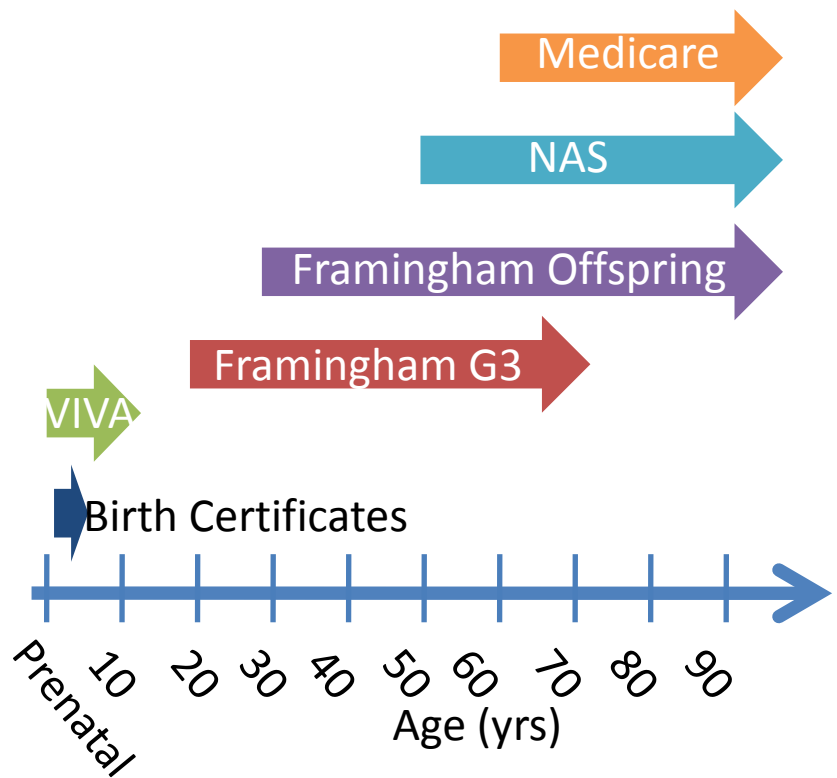 Medicare
NAS
Framingham Offspring
Framingham G3
VIVA
Birth Certificates
Prenatal 10 20 30 40 50 60 70 80 90
Age (yrs)